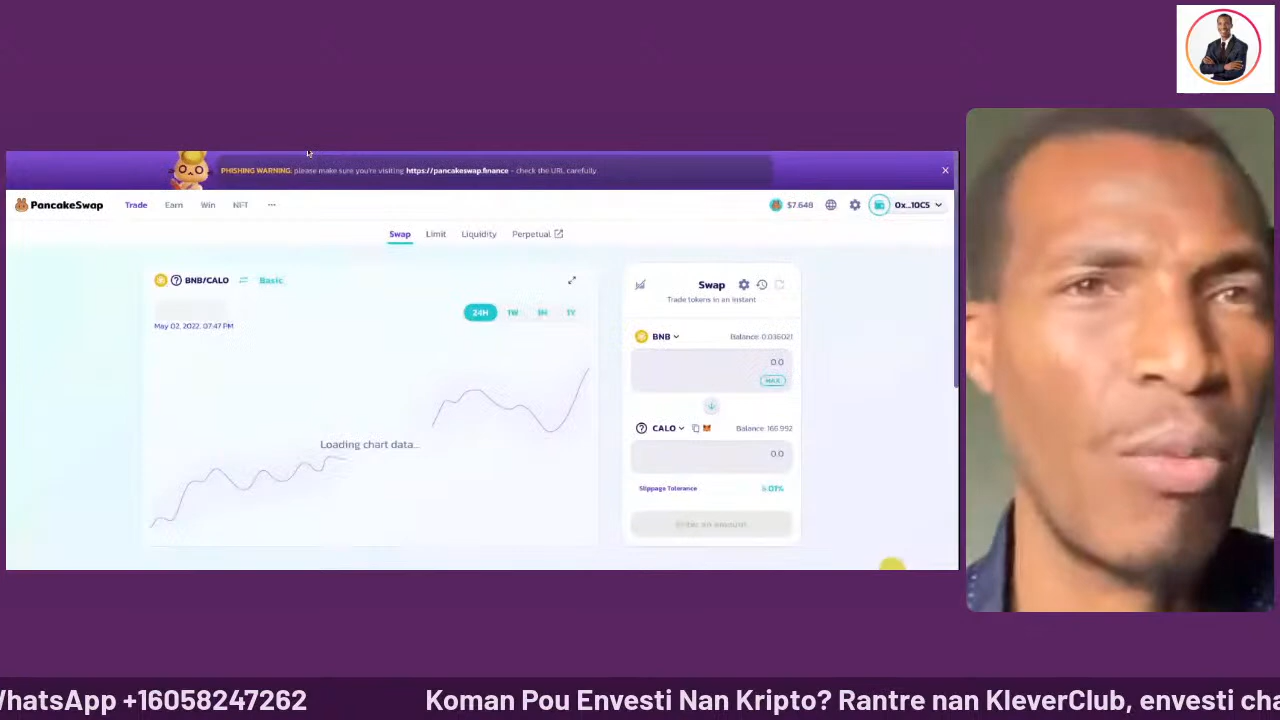 PHISHING WARNING: please make sure you're visiting https://pancakeswap.finance - check the URL carefully.
PancakeSwap Trade Earn Win NFT ... $7.648 0x...10C5
Swap Limit Liquidity Perpetual
BNB/CALO Basic
24H 1W 1M 1Y
May 02, 2022, 07:47 PM
Loading chart data...
Swap
Trade tokens in an instant
BNB Balance: 0.036021
0.0
MAX
CALO Balance: 166.992
0.0
Slippage Tolerance
Enter an amount
WhatsApp +16058247262 Koman Pou Envesti Nan Kripto? Rantre nan KleverClub, envesti